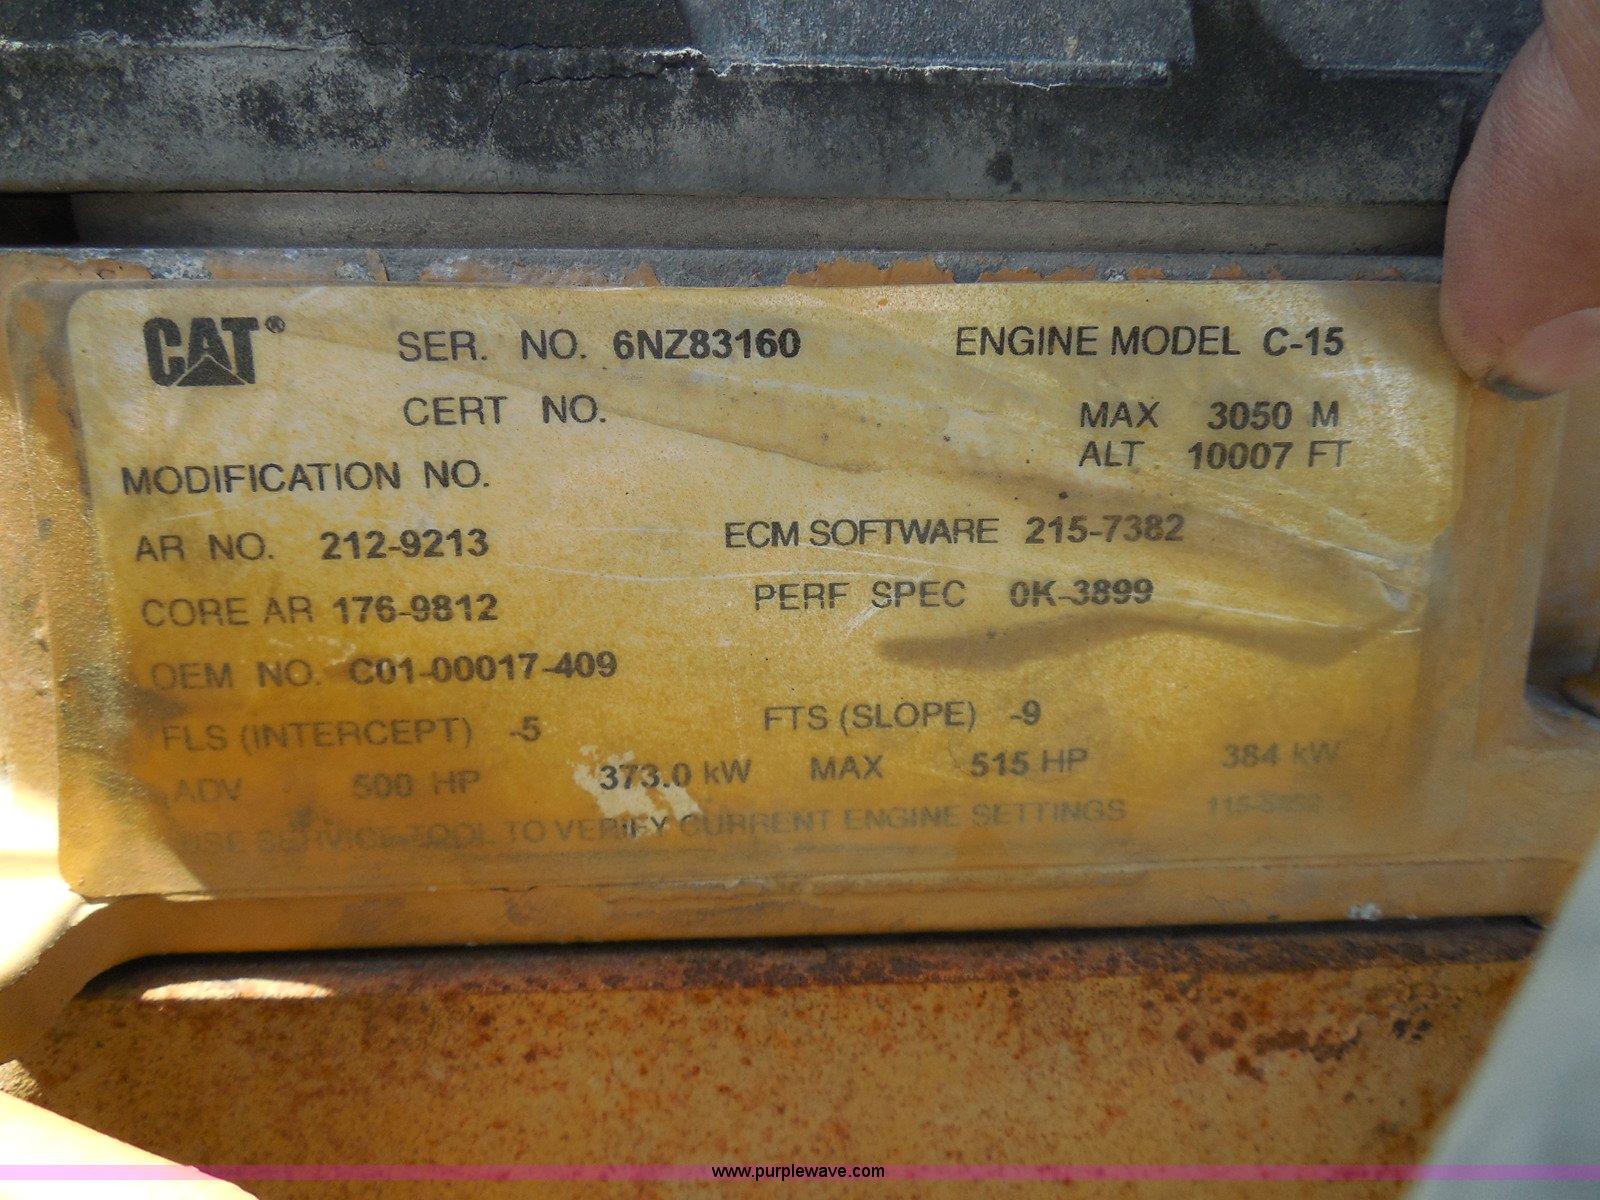 CAT® SER. NO. 6NZ83160 ENGINE MODEL C-15
CERT NO. MAX 3050 M
ALT 10007 FT
MODIFICATION NO.
AR NO. 212-9213 ECM SOFTWARE 215-7382
CORE AR 176-9812 PERF SPEC 0K-3899
OEM NO. C01-00017-409
FLS (INTERCEPT) -5 FTS (SLOPE) -9
ADV 500 HP 373.0 kW MAX 515 HP 384 kW
USE SERVICE TOOL TO VERIFY CURRENT ENGINE SETTINGS
www.purplewave.com